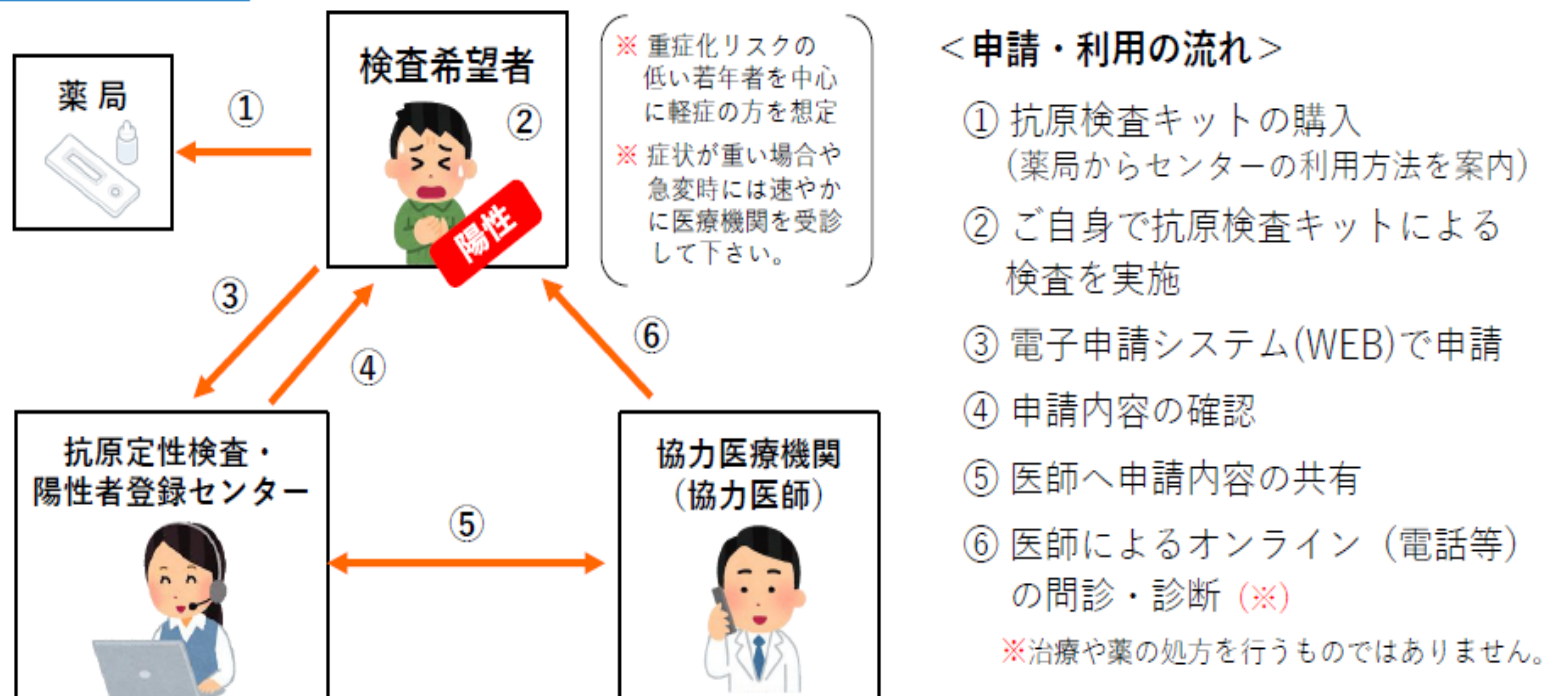 薬局
①
検査希望者
②
陽性
※ 重症化リスクの
低い若年者を中心
に軽症の方を想定
※ 症状が重い場合や
急変時には速やか
に医療機関を受診
して下さい。
③
④
⑥
抗原定性検査・
陽性者登録センター
⑤
協力医療機関
（協力医師）
＜申請・利用の流れ＞
① 抗原検査キットの購入
（薬局からセンターの利用方法を案内）
② ご自身で抗原検査キットによる
検査を実施
③ 電子申請システム(WEB)で申請
④ 申請内容の確認
⑤ 医師へ申請内容の共有
⑥ 医師によるオンライン（電話等）
の問診・診断（※）
※治療や薬の処方を行うものではありません。